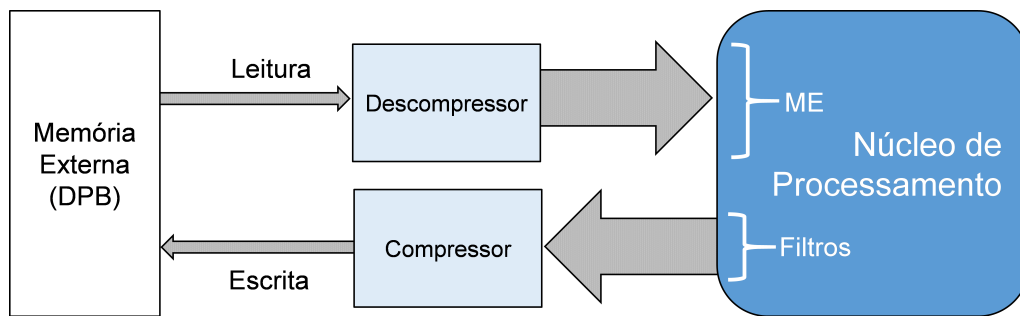 Memória
Externa
(DPB)
Leitura
Descompressor
ME
Núcleo de
Processamento
Escrita
Compressor
Filtros